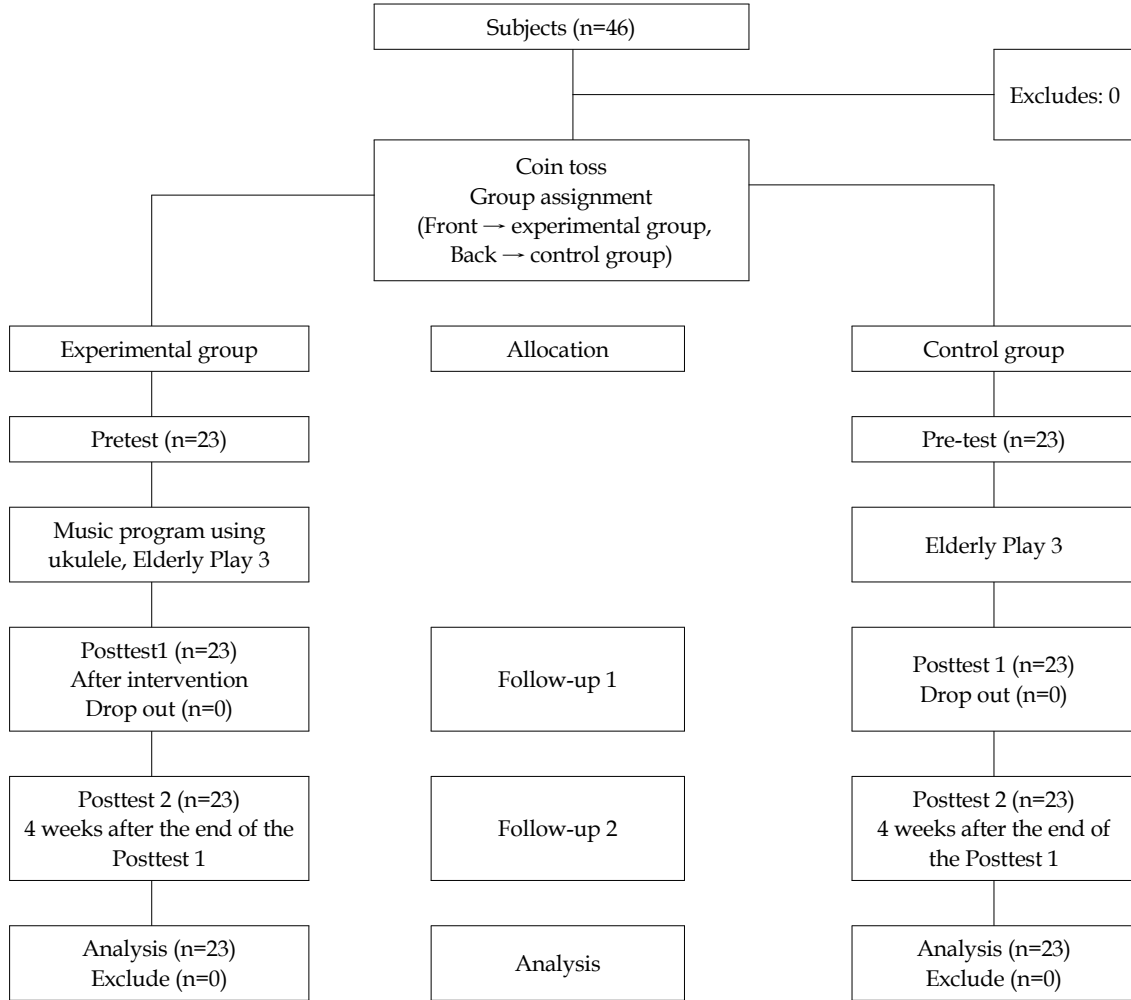 Subjects (n=46)
Excludes: 0
Coin toss
Group assignment
(Front → experimental group,
Back → control group)
Experimental group
Allocation
Control group
Pretest (n=23)
Pre-test (n=23)
Music program using
ukulele, Elderly Play 3
Elderly Play 3
Posttest1 (n=23)
After intervention
Drop out (n=0)
Follow-up 1
Posttest 1 (n=23)
Drop out (n=0)
Posttest 2 (n=23)
4 weeks after the end of the
Posttest 1
Follow-up 2
Posttest 2 (n=23)
4 weeks after the end of
the Posttest 1
Analysis (n=23)
Exclude (n=0)
Analysis
Analysis (n=23)
Exclude (n=0)